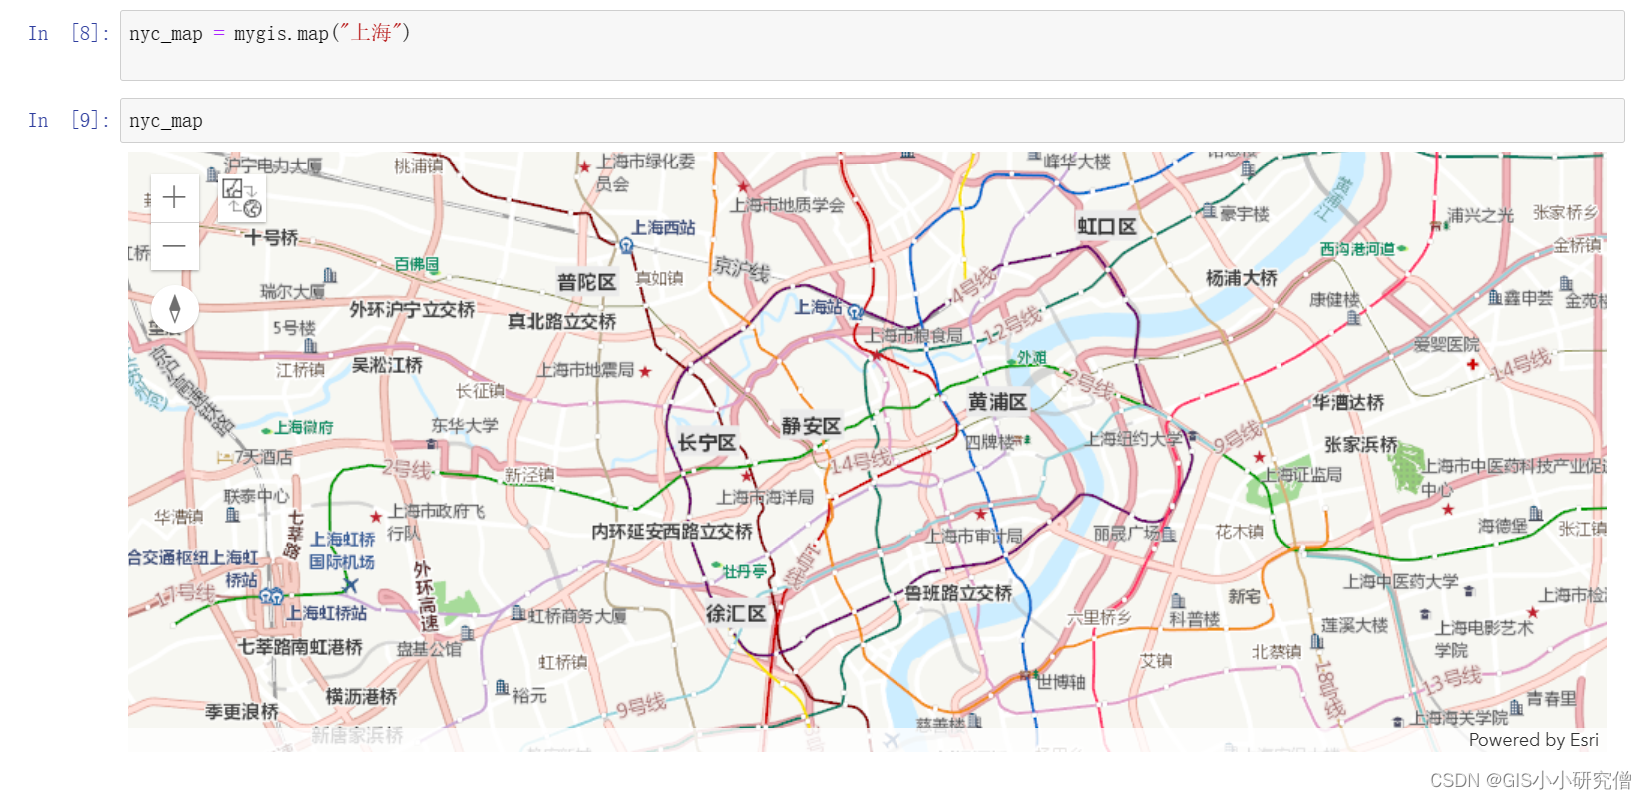 In [8]: nyc_map = mygis.map("上海")
In [9]: nyc_map
沪宁电力大厦
桃浦镇
上海市绿化委
员会
峰华大楼
黄浦江
上海市地质学会
豪宇楼
浦兴之光
张家桥乡
十号桥
上海西站
虹口区
金桥镇
百佛园
西沟港河道
京沪线
普陀区
真如镇
杨浦大桥
瑞尔大厦
4号线
康健楼
鑫申荟
外环沪宁立交桥
上海站
真北路立交桥
5号楼
12号线
上海市粮食局
爱婴医院
吴淞江桥
江桥镇
上海市地震局
外滩
14号线
长征镇
2号线
黄浦区
华漕达桥
静安区
上海徽府
东华大学
长宁区
四牌楼
上海纽约大学
9号线
张家浜桥
7天酒店
14号线
2号线
新泾镇
上海证监局
上海市中医药科技产业促进
中心
联泰中心
上海市海洋局
华漕镇
七莘路
上海市政府飞
行队
海德堡
张江镇
内环延安西路立交桥
上海市审计局
丽晟广场
花木镇
上海虹桥
国际机场
合交通枢纽上海虹
桥站
牡丹亭
外环高速
17号线
鲁班路立交桥
上海中医药大学
新宅
上海虹桥站
虹桥商务大厦
徐汇区
六里桥乡
科普楼
莲溪大楼
上海电影艺术
学院
七莘路南虹港桥
盘基公馆
虹桥镇
艾镇
北蔡镇
横沥港桥
裕元
世博轴
18号线
13号线
季更浪桥
9号线
青春里
慈善楼
上海海关学院
新唐家浜桥
Powered by Esri
CSDN @GIS小小研究僧